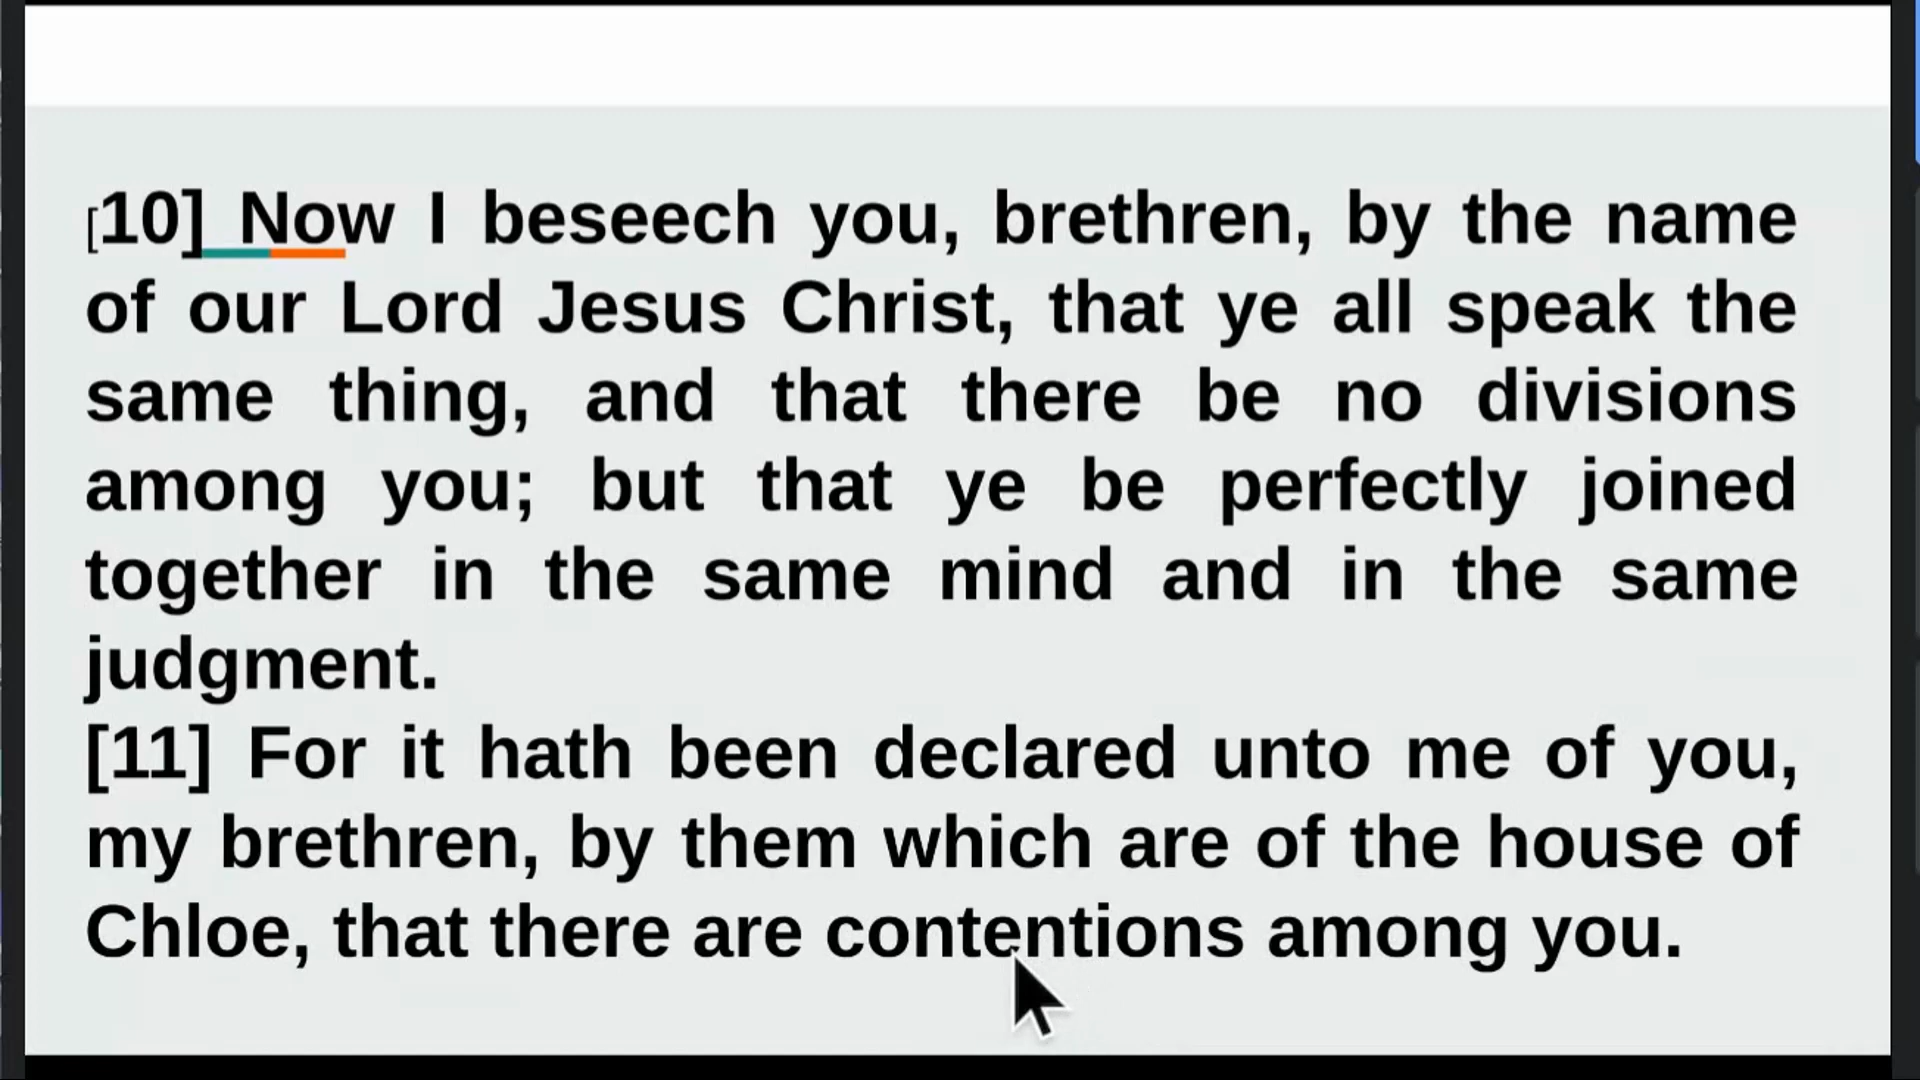 [10] Now I beseech you, brethren, by the name
of our Lord Jesus Christ, that ye all speak the
same thing, and that there be no divisions
among you; but that ye be perfectly joined
together in the same mind and in the same
judgment.
[11] For it hath been declared unto me of you,
my brethren, by them which are of the house of
Chloe, that there are contentions among you.